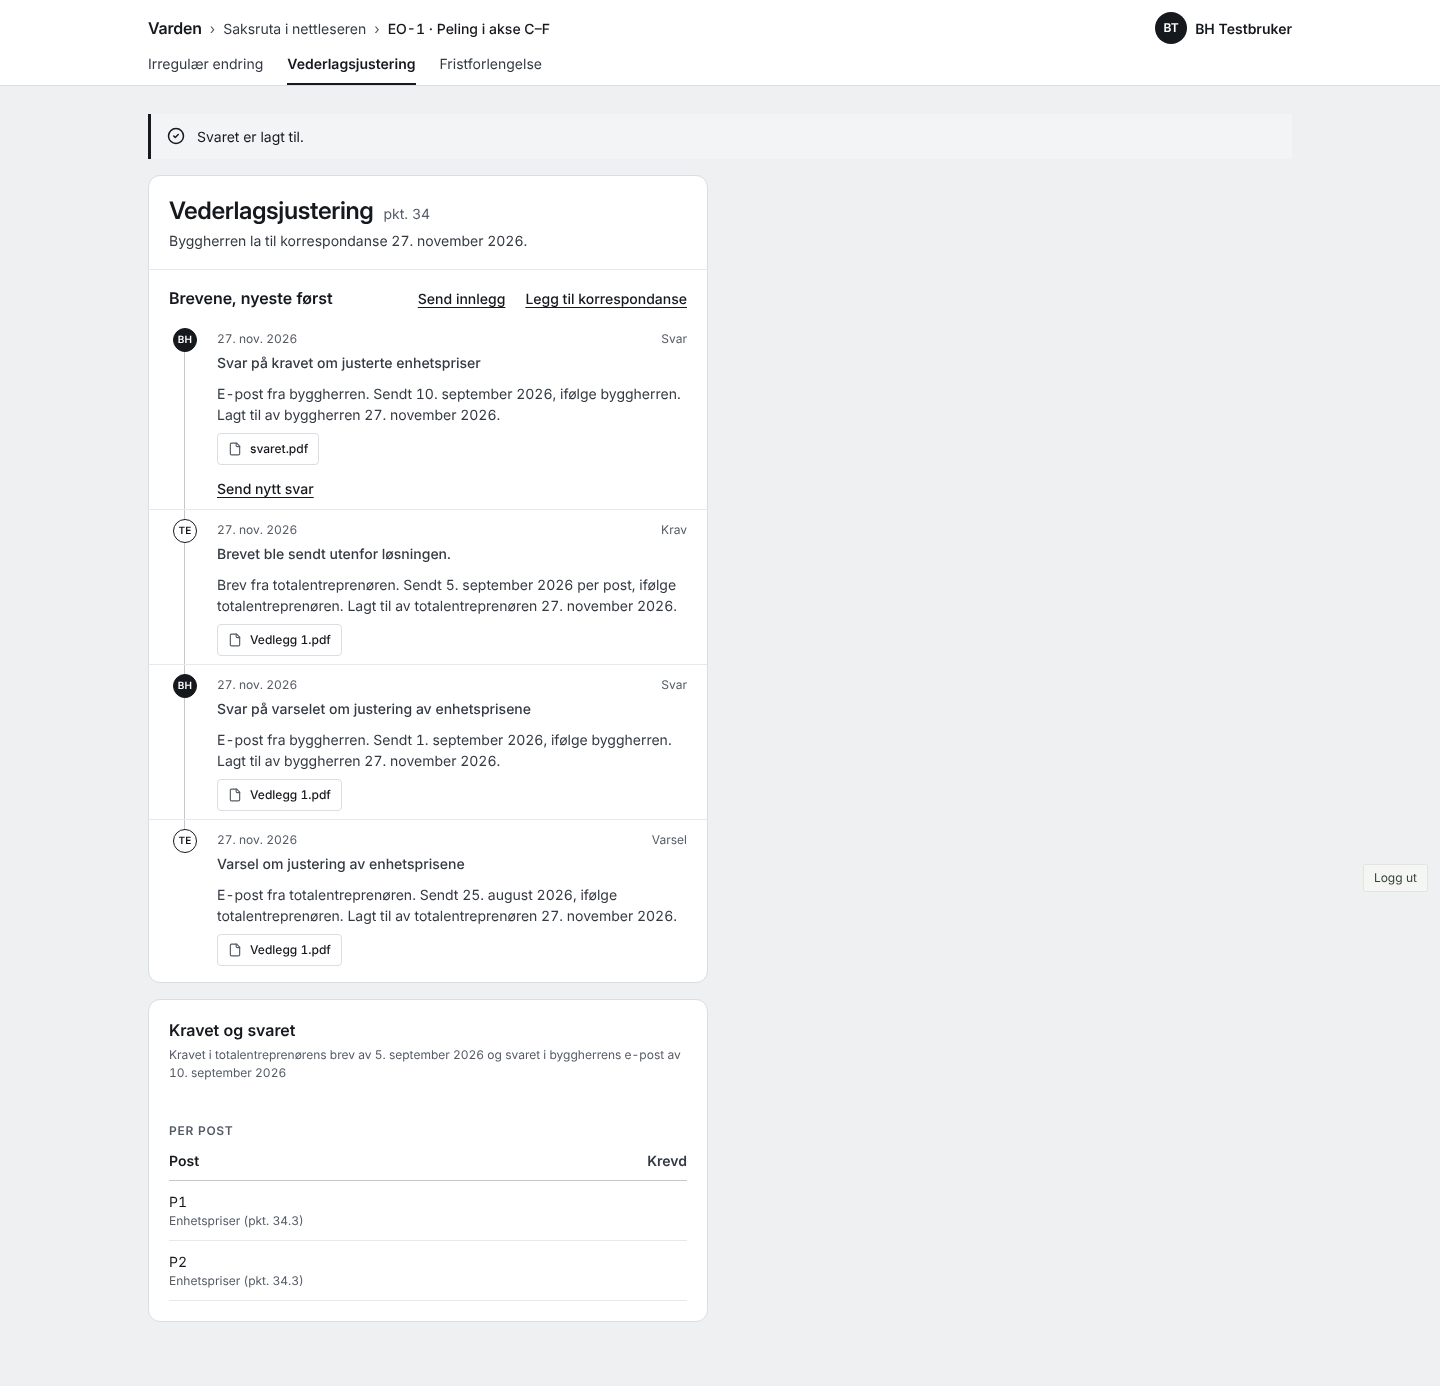 Varden › Saksruta i nettleseren › EO-1 · Peling i akse C–F
BT BH Testbruker
Irregulær endring Vederlagsjustering Fristforlengelse
Svaret er lagt til.
Vederlagsjustering pkt. 34
Byggherren la til korrespondanse 27. november 2026.
Brevene, nyeste først Send innlegg Legg til korrespondanse
BH 27. nov. 2026 Svar
Svar på kravet om justerte enhetspriser
E-post fra byggherren. Sendt 10. september 2026, ifølge byggherren.
Lagt til av byggherren 27. november 2026.
svaret.pdf
Send nytt svar
TE 27. nov. 2026 Krav
Brevet ble sendt utenfor løsningen.
Brev fra totalentreprenøren. Sendt 5. september 2026 per post, ifølge
totalentreprenøren. Lagt til av totalentreprenøren 27. november 2026.
Vedlegg 1.pdf
BH 27. nov. 2026 Svar
Svar på varselet om justering av enhetsprisene
E-post fra byggherren. Sendt 1. september 2026, ifølge byggherren.
Lagt til av byggherren 27. november 2026.
Vedlegg 1.pdf
TE 27. nov. 2026 Varsel
Varsel om justering av enhetsprisene
E-post fra totalentreprenøren. Sendt 25. august 2026, ifølge
totalentreprenøren. Lagt til av totalentreprenøren 27. november 2026.
Vedlegg 1.pdf
Logg ut
Kravet og svaret
Kravet i totalentreprenørens brev av 5. september 2026 og svaret i byggherrens e-post av
10. september 2026
PER POST
Post Krevd
P1
Enhetspriser (pkt. 34.3)
P2
Enhetspriser (pkt. 34.3)